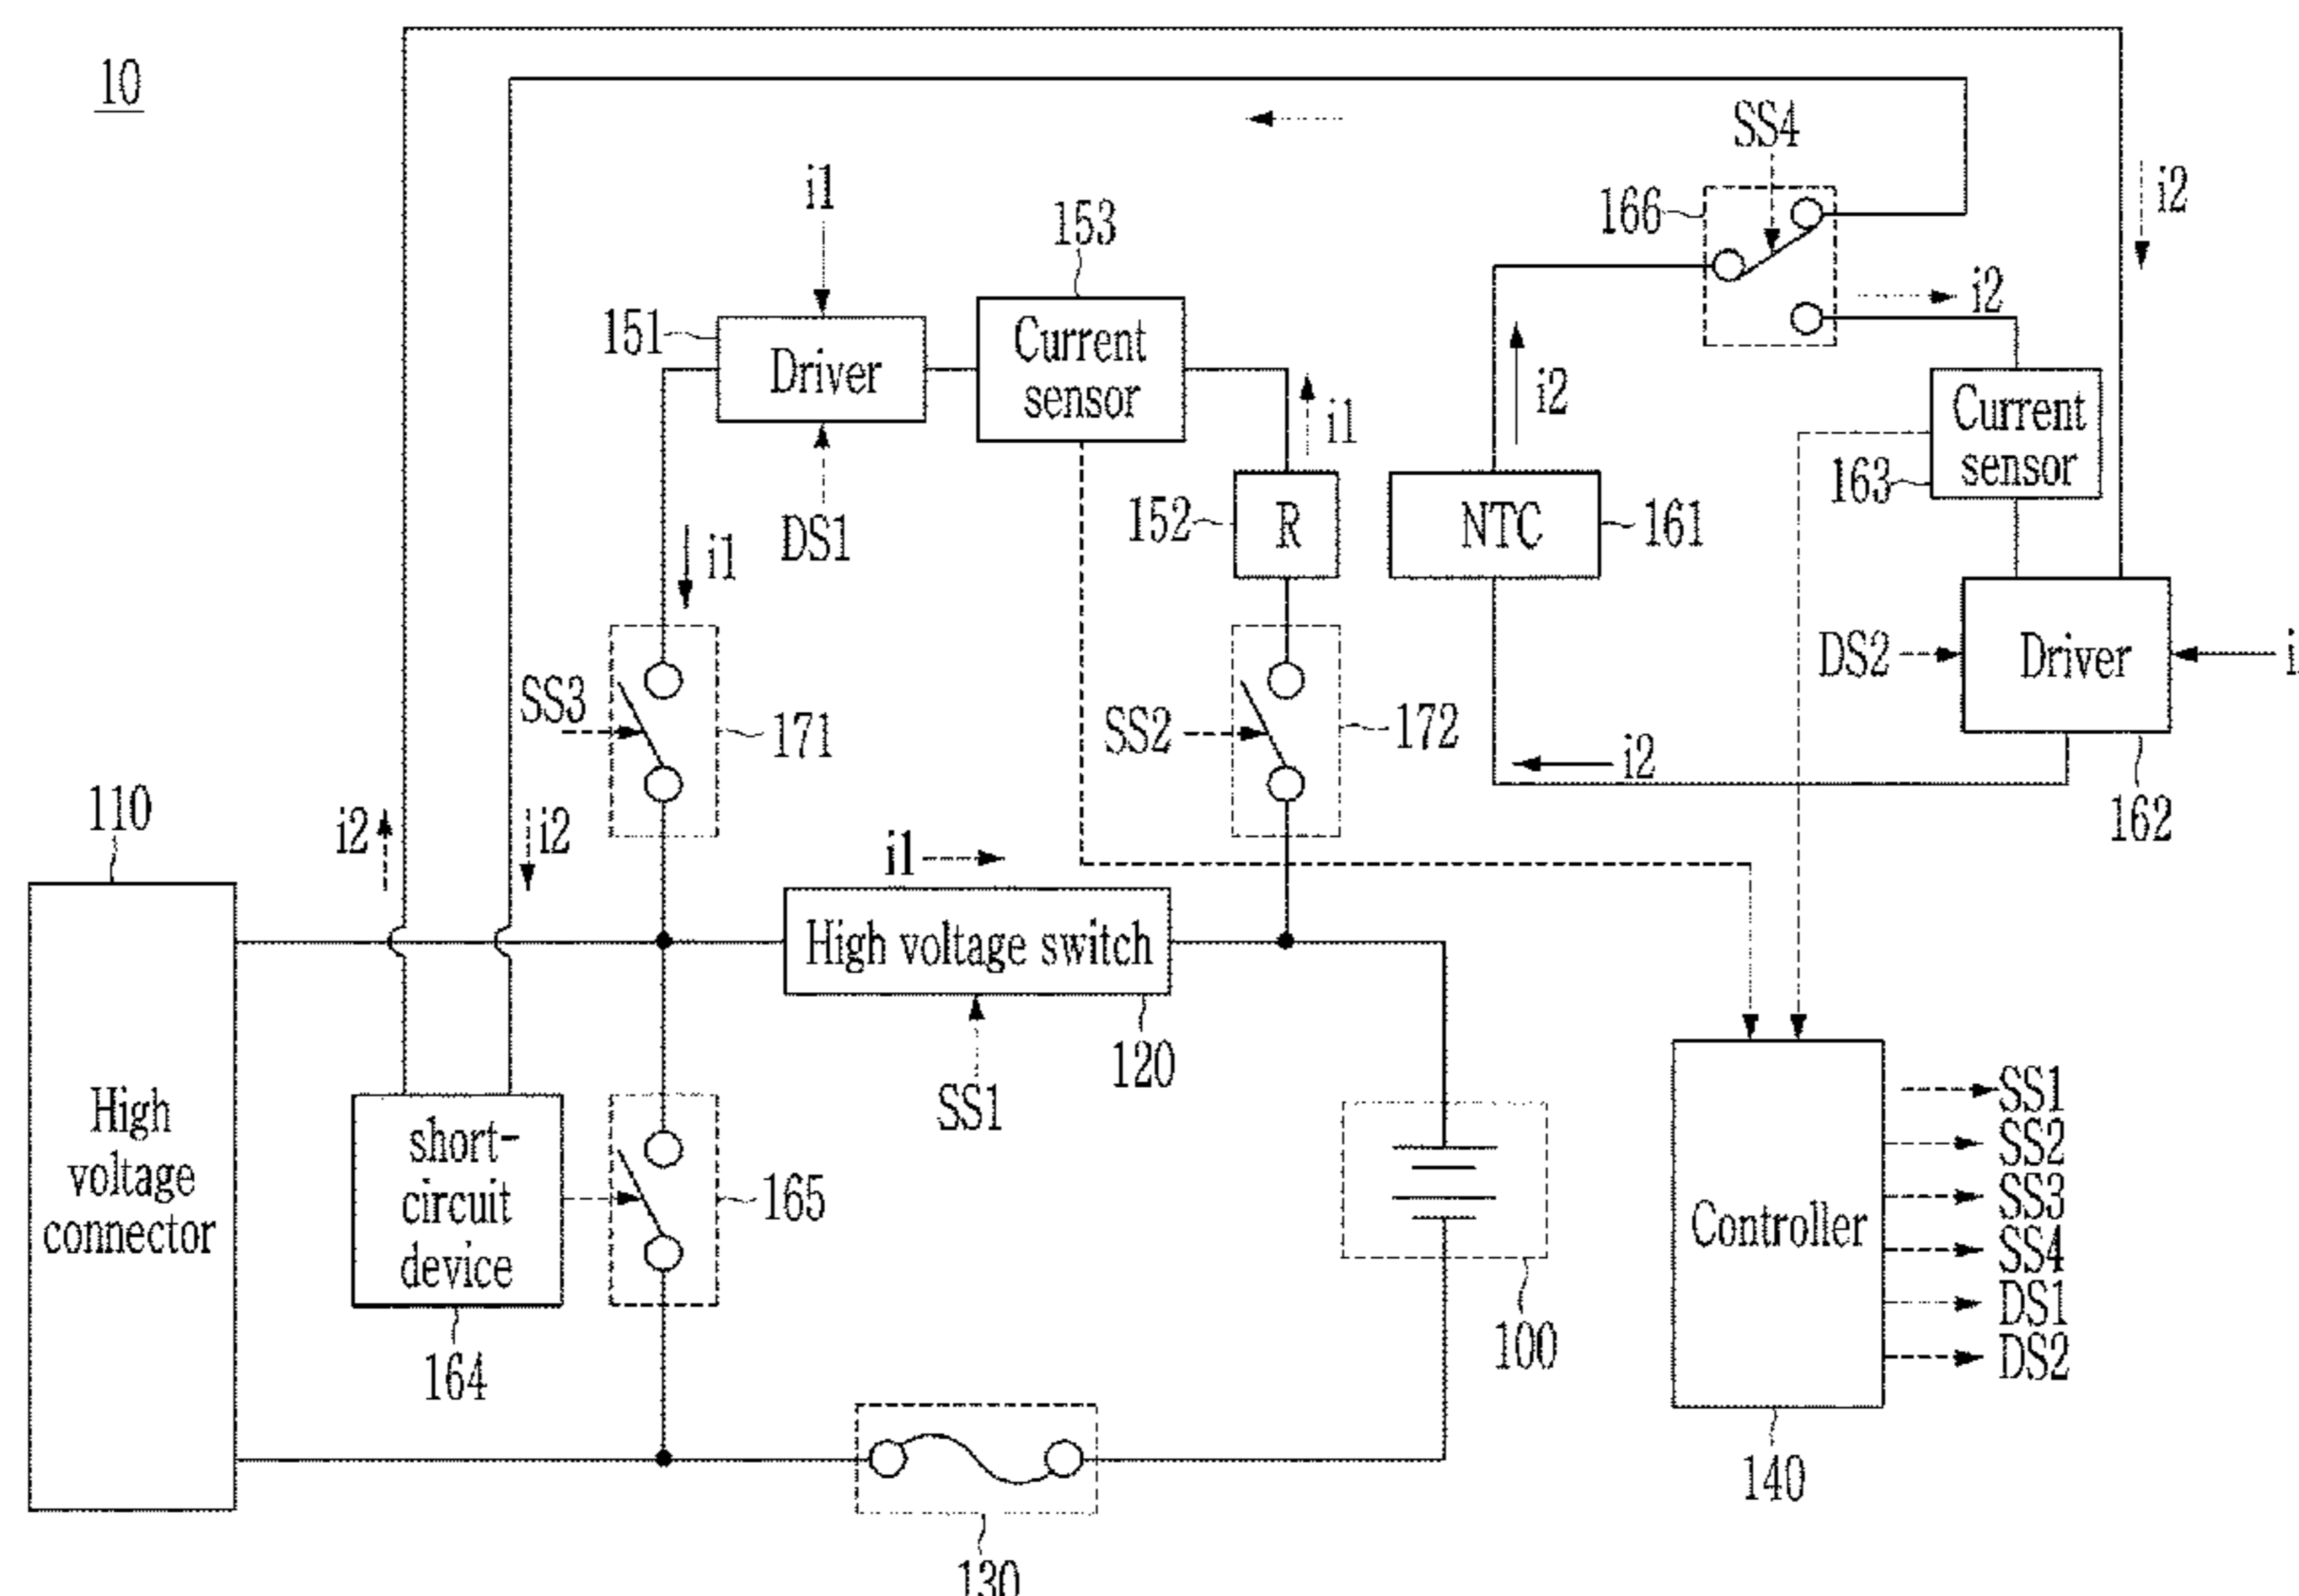 10
SS4
i1
153
166
i2
i2
151
Driver
Current
sensor
i2
i1
Current
sensor
163
DS1
152
R
NTC
161
i1
SS3
171
SS2
172
DS2
Driver
i2
162
110
i2
i2
i1
High voltage switch
120
SS1
High
voltage
connector
short-
circuit
device
164
165
100
Controller
SS1
SS2
SS3
SS4
DS1
DS2
140
130